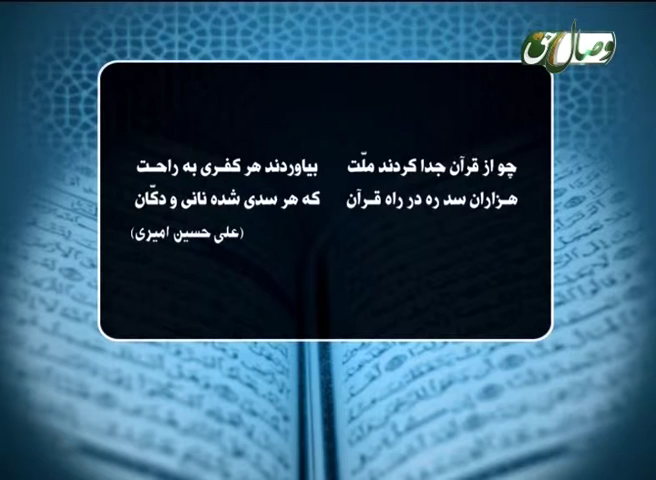 وصال حق
چو از قرآن جدا کردند ملّت بیاوردند هر کفری به راحت
هزاران سد ره در راه قرآن که هر سدی شده نانی و دکّان
(علی حسین امیری)